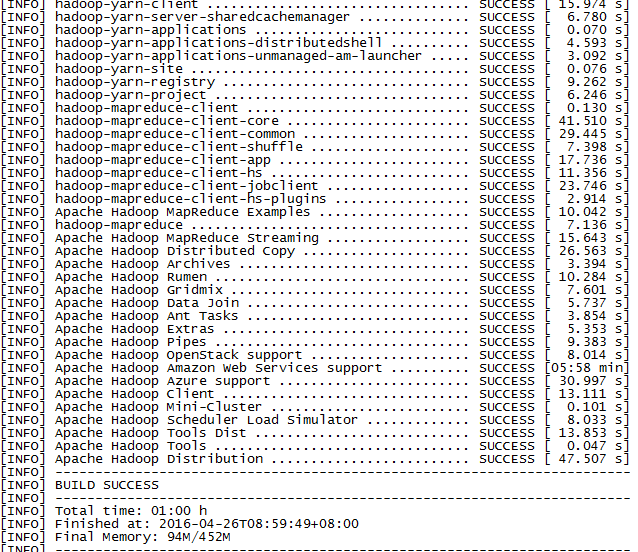 [INFO] hadoop-yarn-client ................................. SUCCESS [ 15.974 s]
[INFO] hadoop-yarn-server-sharedcachemanager .............. SUCCESS [  6.780 s]
[INFO] hadoop-yarn-applications ........................... SUCCESS [  0.070 s]
[INFO] hadoop-yarn-applications-distributedshell .......... SUCCESS [  4.593 s]
[INFO] hadoop-yarn-applications-unmanaged-am-launcher ..... SUCCESS [  3.092 s]
[INFO] hadoop-yarn-site ................................... SUCCESS [  0.076 s]
[INFO] hadoop-yarn-registry ............................... SUCCESS [  9.262 s]
[INFO] hadoop-yarn-project ................................ SUCCESS [  6.246 s]
[INFO] hadoop-mapreduce-client ............................ SUCCESS [  0.130 s]
[INFO] hadoop-mapreduce-client-core ....................... SUCCESS [ 41.510 s]
[INFO] hadoop-mapreduce-client-common ..................... SUCCESS [ 29.445 s]
[INFO] hadoop-mapreduce-client-shuffle .................... SUCCESS [  7.398 s]
[INFO] hadoop-mapreduce-client-app ........................ SUCCESS [ 17.736 s]
[INFO] hadoop-mapreduce-client-hs ......................... SUCCESS [ 11.356 s]
[INFO] hadoop-mapreduce-client-jobclient .................. SUCCESS [ 23.746 s]
[INFO] hadoop-mapreduce-client-hs-plugins ................. SUCCESS [  2.914 s]
[INFO] Apache Hadoop MapReduce Examples ................... SUCCESS [ 10.042 s]
[INFO] hadoop-mapreduce ................................... SUCCESS [  7.136 s]
[INFO] Apache Hadoop MapReduce Streaming .................. SUCCESS [ 15.643 s]
[INFO] Apache Hadoop Distributed Copy ..................... SUCCESS [ 26.563 s]
[INFO] Apache Hadoop Archives ............................. SUCCESS [  3.394 s]
[INFO] Apache Hadoop Rumen ................................ SUCCESS [ 10.284 s]
[INFO] Apache Hadoop Gridmix .............................. SUCCESS [  7.601 s]
[INFO] Apache Hadoop Data Join ............................ SUCCESS [  5.737 s]
[INFO] Apache Hadoop Ant Tasks ............................ SUCCESS [  3.854 s]
[INFO] Apache Hadoop Extras ............................... SUCCESS [  5.353 s]
[INFO] Apache Hadoop Pipes ................................ SUCCESS [  9.383 s]
[INFO] Apache Hadoop OpenStack support .................... SUCCESS [  8.014 s]
[INFO] Apache Hadoop Amazon Web Services support .......... SUCCESS [05:58 min]
[INFO] Apache Hadoop Azure support ........................ SUCCESS [ 30.997 s]
[INFO] Apache Hadoop Client ............................... SUCCESS [ 13.111 s]
[INFO] Apache Hadoop Mini-Cluster ......................... SUCCESS [  0.101 s]
[INFO] Apache Hadoop Scheduler Load Simulator ............. SUCCESS [  8.033 s]
[INFO] Apache Hadoop Tools Dist ........................... SUCCESS [ 13.853 s]
[INFO] Apache Hadoop Tools ................................ SUCCESS [  0.047 s]
[INFO] Apache Hadoop Distribution ......................... SUCCESS [ 47.507 s]
[INFO] ------------------------------------------------------------------------
[INFO] BUILD SUCCESS
[INFO] ------------------------------------------------------------------------
[INFO] Total time: 01:00 h
[INFO] Finished at: 2016-04-26T08:59:49+08:00
[INFO] Final Memory: 94M/452M
[INFO] ------------------------------------------------------------------------